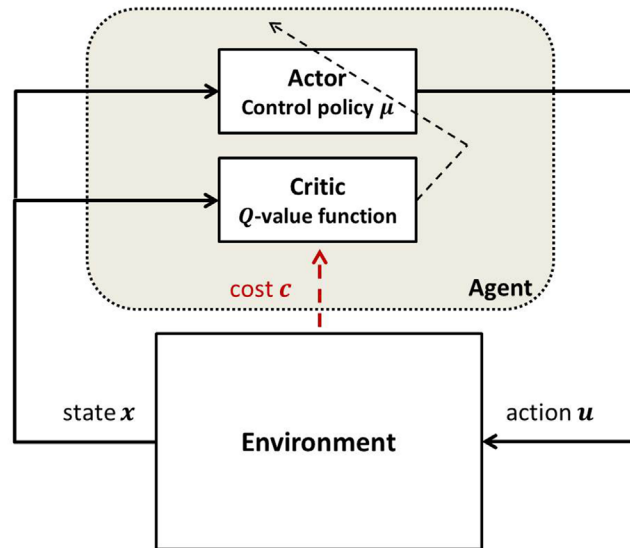 Actor
Control policy μ
Critic
Q-value function
cost c
Agent
state x
action u
Environment